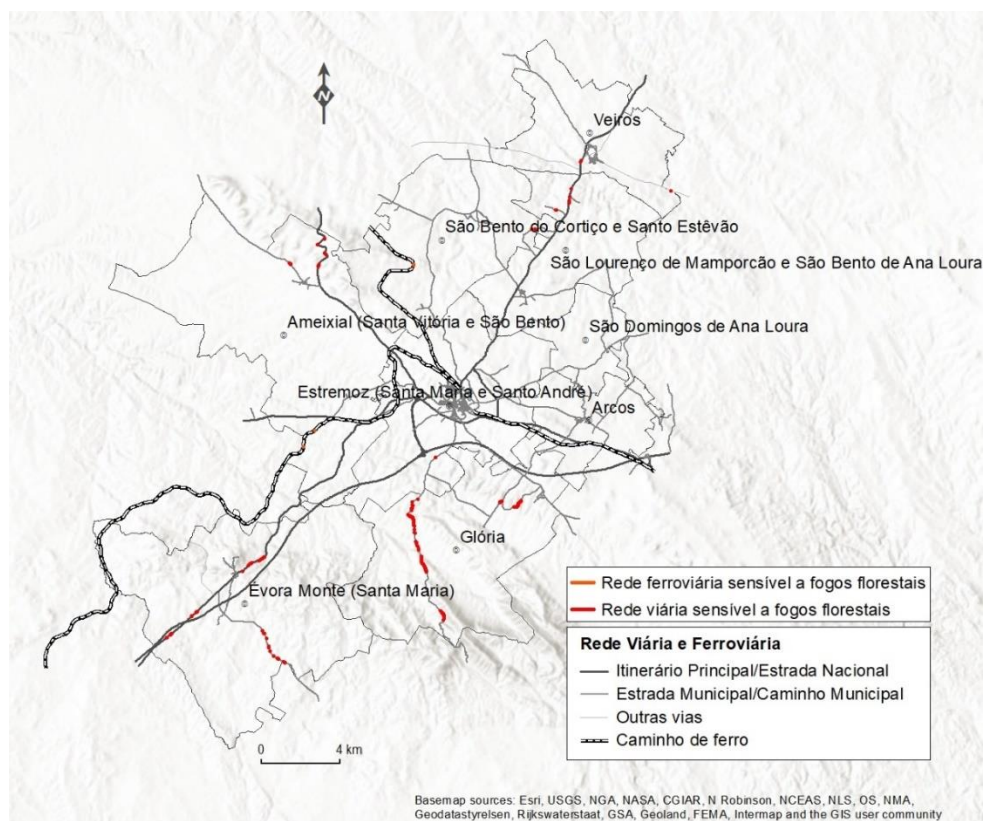 N
Veiros
São Bento do Cortiço e Santo Estêvão
São Lourenço de Mamporcão e São Bento de Ana Loura
Ameixial (Santa Vitória e São Bento)
São Domingos de Ana Loura
Estremoz (Santa Maria e Santo André)
Arcos
Glória
Évora Monte (Santa Maria)
Rede ferroviária sensível a fogos florestais
Rede viária sensível a fogos florestais
Rede Viária e Ferroviária
Itinerário Principal/Estrada Nacional
Estrada Municipal/Caminho Municipal
Outras vias
Caminho de ferro
0 4 km
Basemap sources: Esri, USGS, NGA, NASA, CGIAR, N Robinson, NCEAS, NLS, OS, NMA,
Geodatastyrelsen, Rijkswaterstaat, GSA, Geoland, FEMA, Intermap and the GIS user community